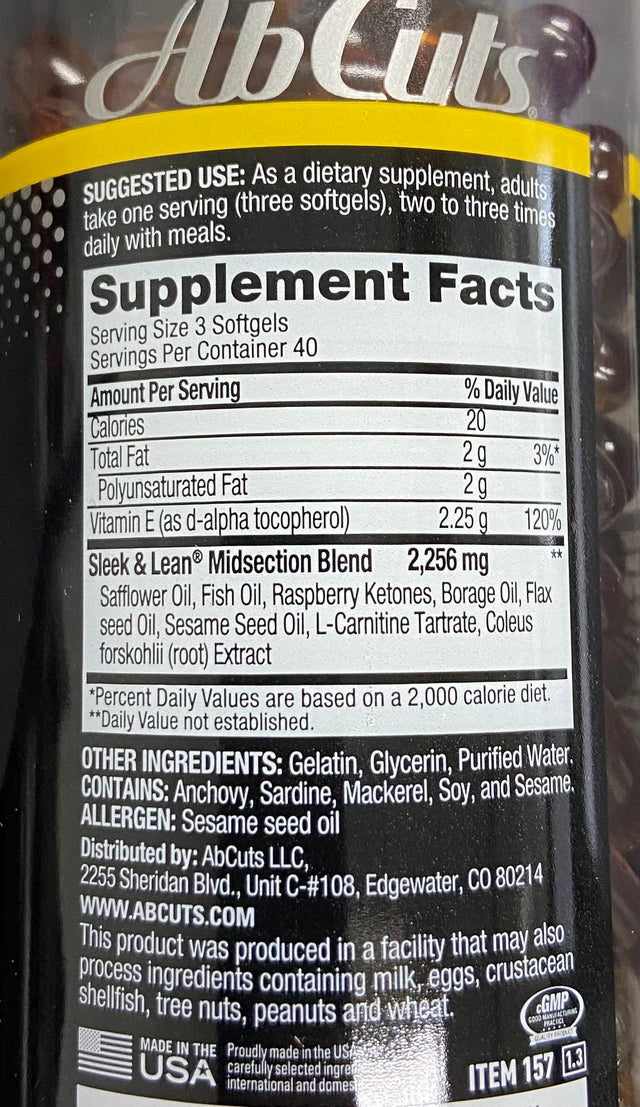 AbCuts®
SUGGESTED USE: As a dietary supplement, adults
take one serving (three softgels), two to three times
daily with meals.
Supplement Facts
Serving Size 3 Softgels
Servings Per Container 40
Amount Per Serving % Daily Value
Calories 20
Total Fat 2 g 3%*
Polyunsaturated Fat 2 g
Vitamin E (as d-alpha tocopherol) 2.25 g 120%
Sleek & Lean® Midsection Blend 2,256 mg **
Safflower Oil, Fish Oil, Raspberry Ketones, Borage Oil, Flax
seed Oil, Sesame Seed Oil, L-Carnitine Tartrate, Coleus
forskohlii (root) Extract
*Percent Daily Values are based on a 2,000 calorie diet.
**Daily Value not established.
OTHER INGREDIENTS: Gelatin, Glycerin, Purified Water.
CONTAINS: Anchovy, Sardine, Mackerel, Soy, and Sesame.
ALLERGEN: Sesame seed oil
Distributed by: AbCuts LLC,
2255 Sheridan Blvd., Unit C-#108, Edgewater, CO 80214
WWW.ABCUTS.COM
This product was produced in a facility that may also
process ingredients containing milk, eggs, crustacean
shellfish, tree nuts, peanuts and wheat.
cGMP
GOOD MANUFACTURING
PRACTICE
QUALITY PRODUCT
MADE IN THE
USA
Proudly made in the USA
carefully selected ingre
international and domes
ITEM 157 1.3